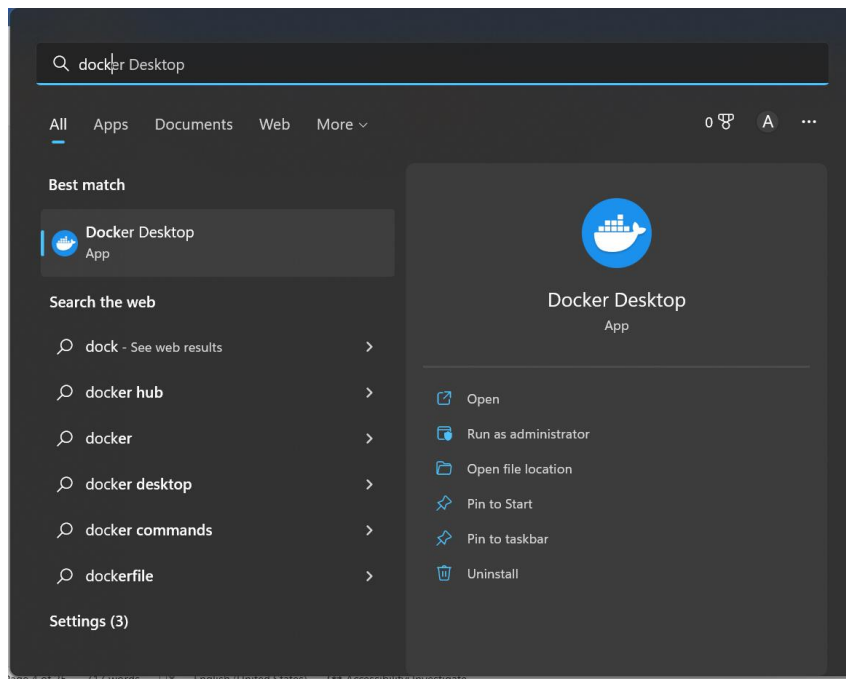 docker Desktop
All Apps Documents Web More
0 A ...
Best match
Docker Desktop
App
Search the web
dock - See web results
docker hub
docker
docker desktop
docker commands
dockerfile
Settings (3)
Docker Desktop
App
Open
Run as administrator
Open file location
Pin to Start
Pin to taskbar
Uninstall